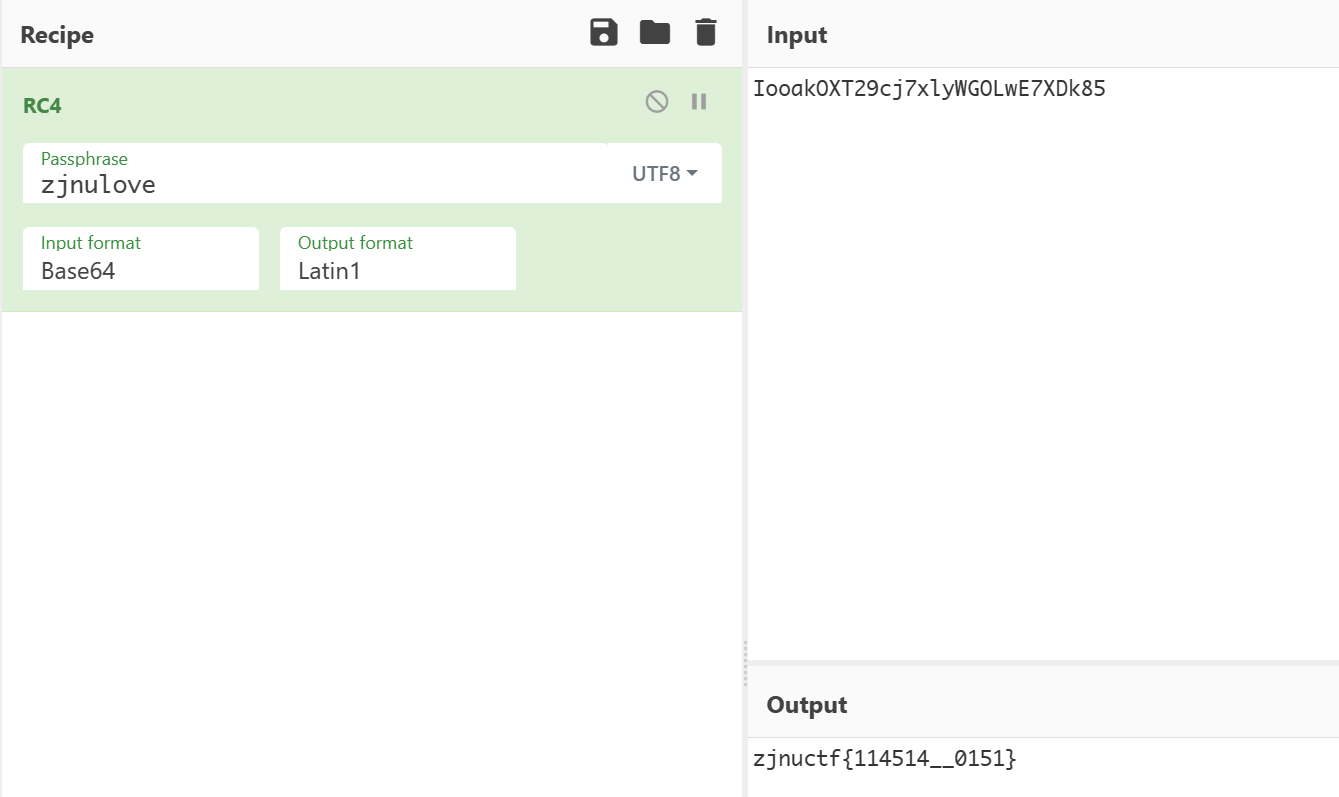 Recipe
RC4
Passphrase
zjnulove
UTF8
Input format
Base64
Output format
Latin1
Input
IooakOXT29cj7xlyWGOLwE7XDk85
Output
zjnuctf{114514__0151}